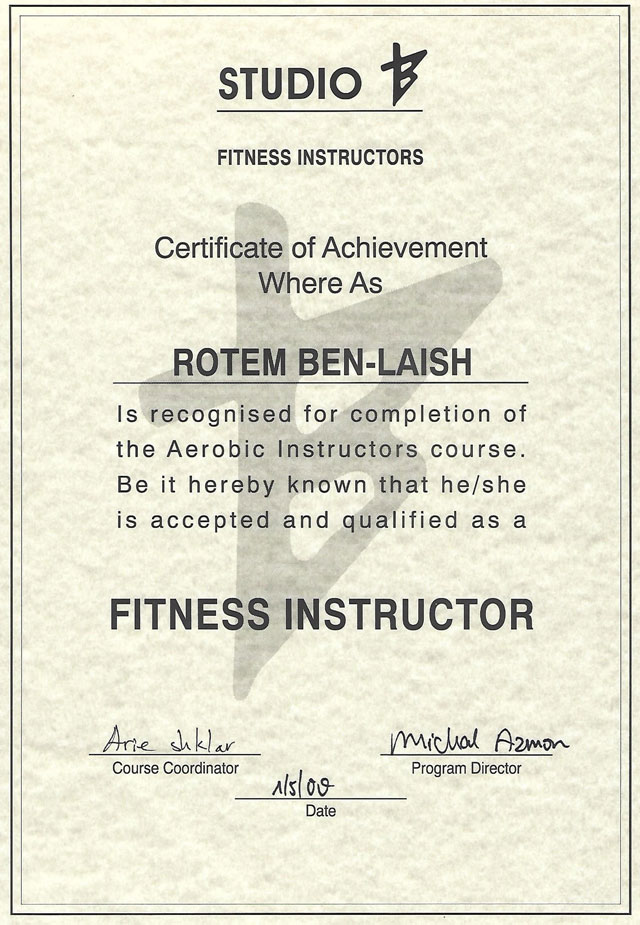 STUDIO B
FITNESS INSTRUCTORS
Certificate of Achievement
Where As
ROTEM BEN-LAISH
Is recognised for completion of
the Aerobic Instructors course.
Be it hereby known that he/she
is accepted and qualified as a
FITNESS INSTRUCTOR
Arie Shklar Michal Azmon
Course Coordinator Program Director
1/5/00
Date